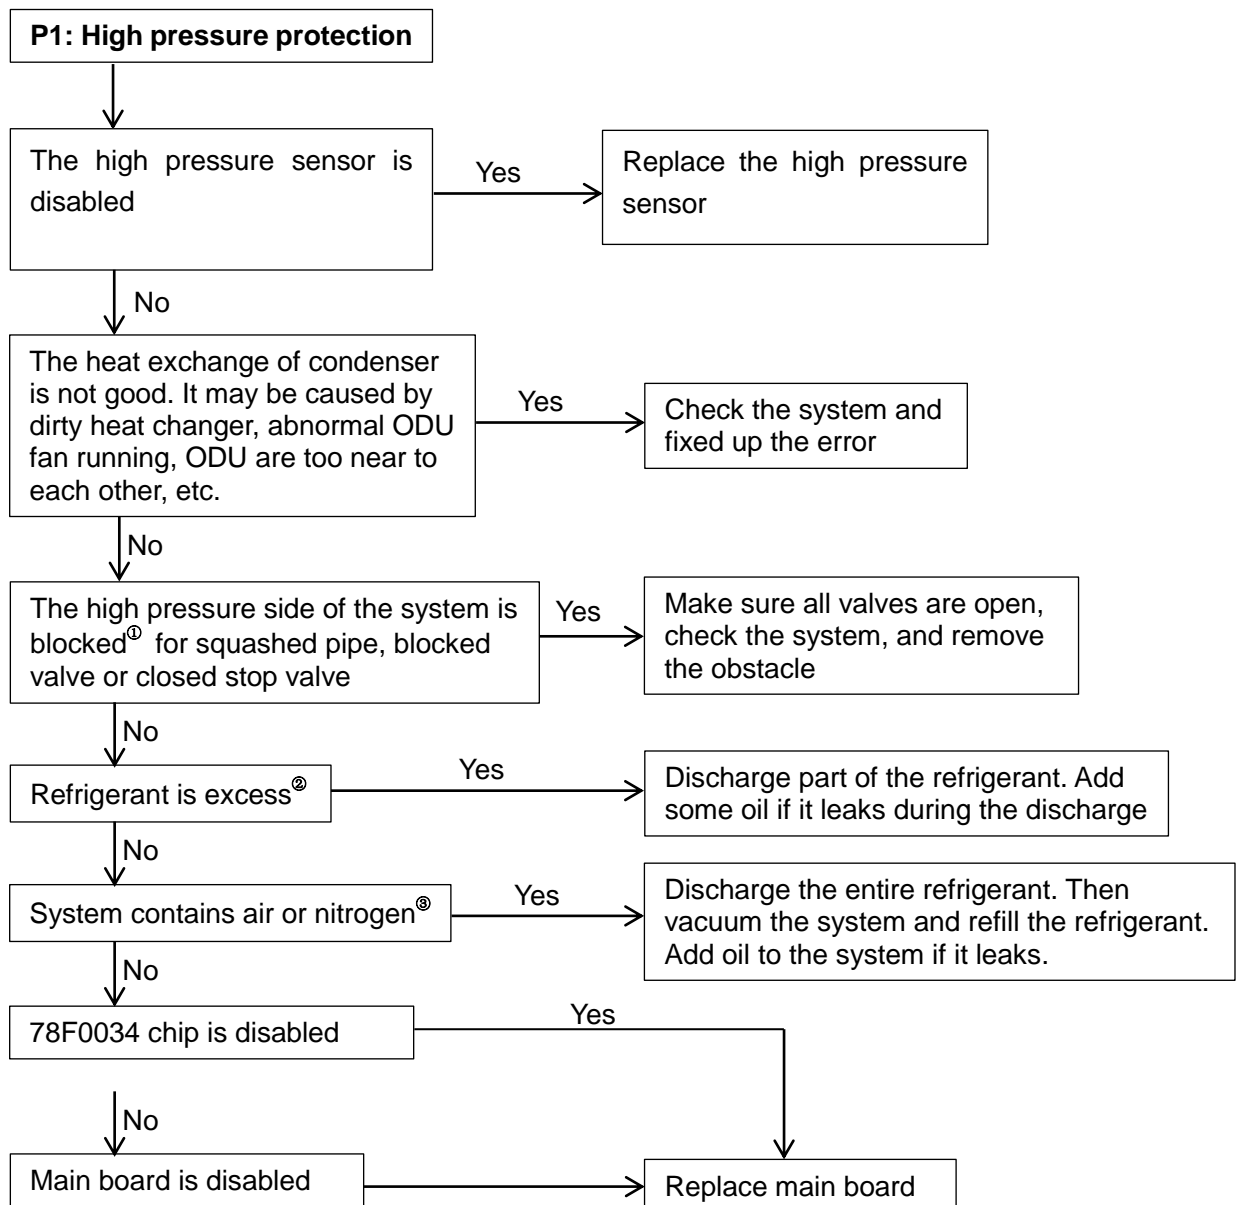 P1: High pressure protection
The high pressure sensor is
disabled
Yes
Replace the high pressure
sensor
No
The heat exchange of condenser
is not good. It may be caused by
dirty heat changer, abnormal ODU
fan running, ODU are too near to
each other, etc.
Yes
Check the system and
fixed up the error
No
The high pressure side of the system is
blocked① for squashed pipe, blocked
valve or closed stop valve
Yes
Make sure all valves are open,
check the system, and remove
the obstacle
No
Refrigerant is excess②
Yes
Discharge part of the refrigerant. Add
some oil if it leaks during the discharge
No
System contains air or nitrogen③
Yes
Discharge the entire refrigerant. Then
vacuum the system and refill the refrigerant.
Add oil to the system if it leaks.
No
78F0034 chip is disabled
Yes
No
Main board is disabled
Replace main board